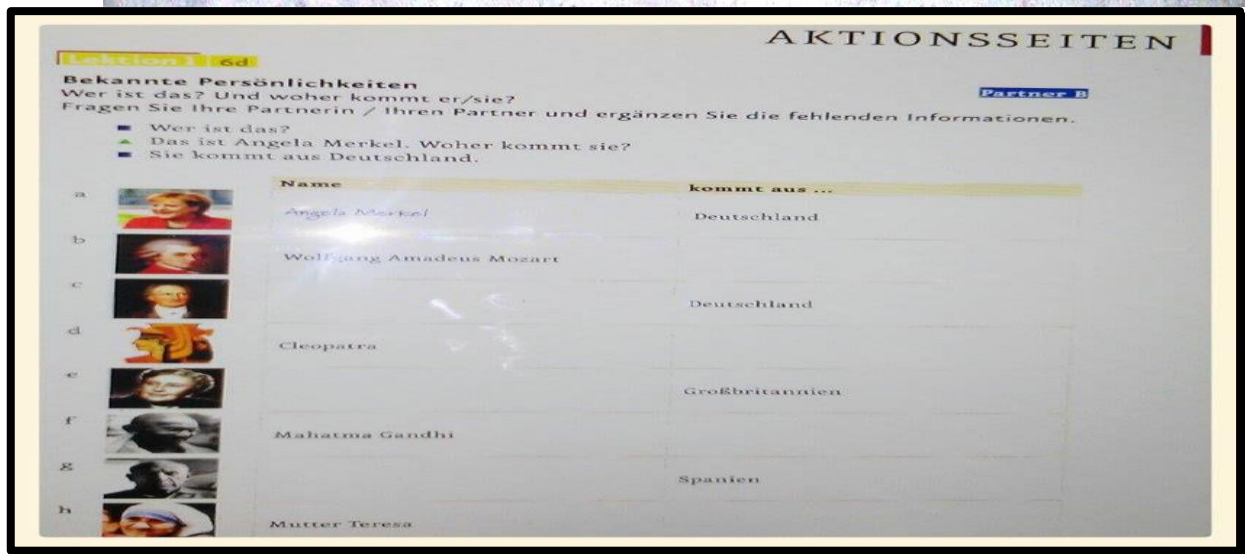 AKTIONSSEITEN
Lektion 1 6d
Bekannte Persönlichkeiten
Wer ist das? Und woher kommt er/sie?
Partner B
Fragen Sie Ihre Partnerin / Ihren Partner und ergänzen Sie die fehlenden Informationen.
Wer ist das?
Das ist Angela Merkel. Woher kommt sie?
Sie kommt aus Deutschland.
Name kommt aus ...
a Angela Merkel Deutschland
b Wolfgang Amadeus Mozart
c Deutschland
d Cleopatra
e Großbritannien
f Mahatma Gandhi
g Spanien
h Mutter Teresa